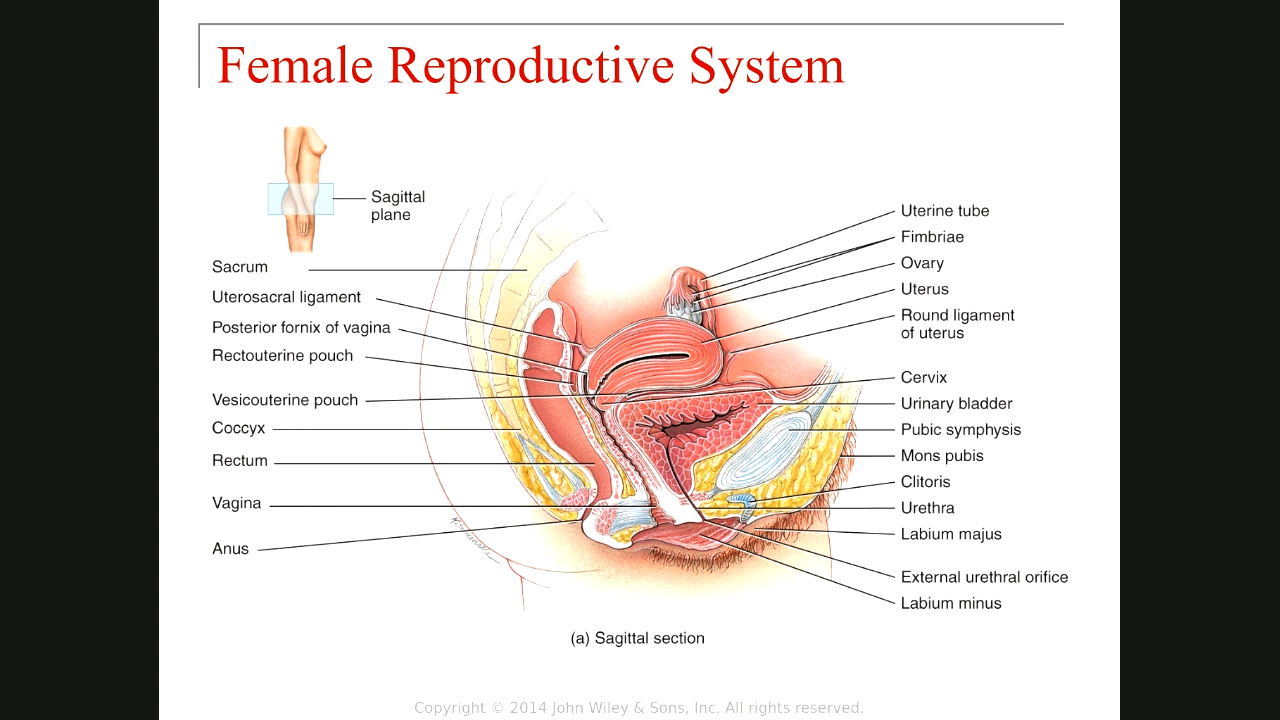 Female Reproductive System
Sagittal
plane
Sacrum
Uterosacral ligament
Posterior fornix of vagina
Rectouterine pouch
Vesicouterine pouch
Coccyx
Rectum
Vagina
Anus
Uterine tube
Fimbriae
Ovary
Uterus
Round ligament
of uterus
Cervix
Urinary bladder
Pubic symphysis
Mons pubis
Clitoris
Urethra
Labium majus
External urethral orifice
Labium minus
(a) Sagittal section
Copyright © 2014 John Wiley & Sons, Inc. All rights reserved.